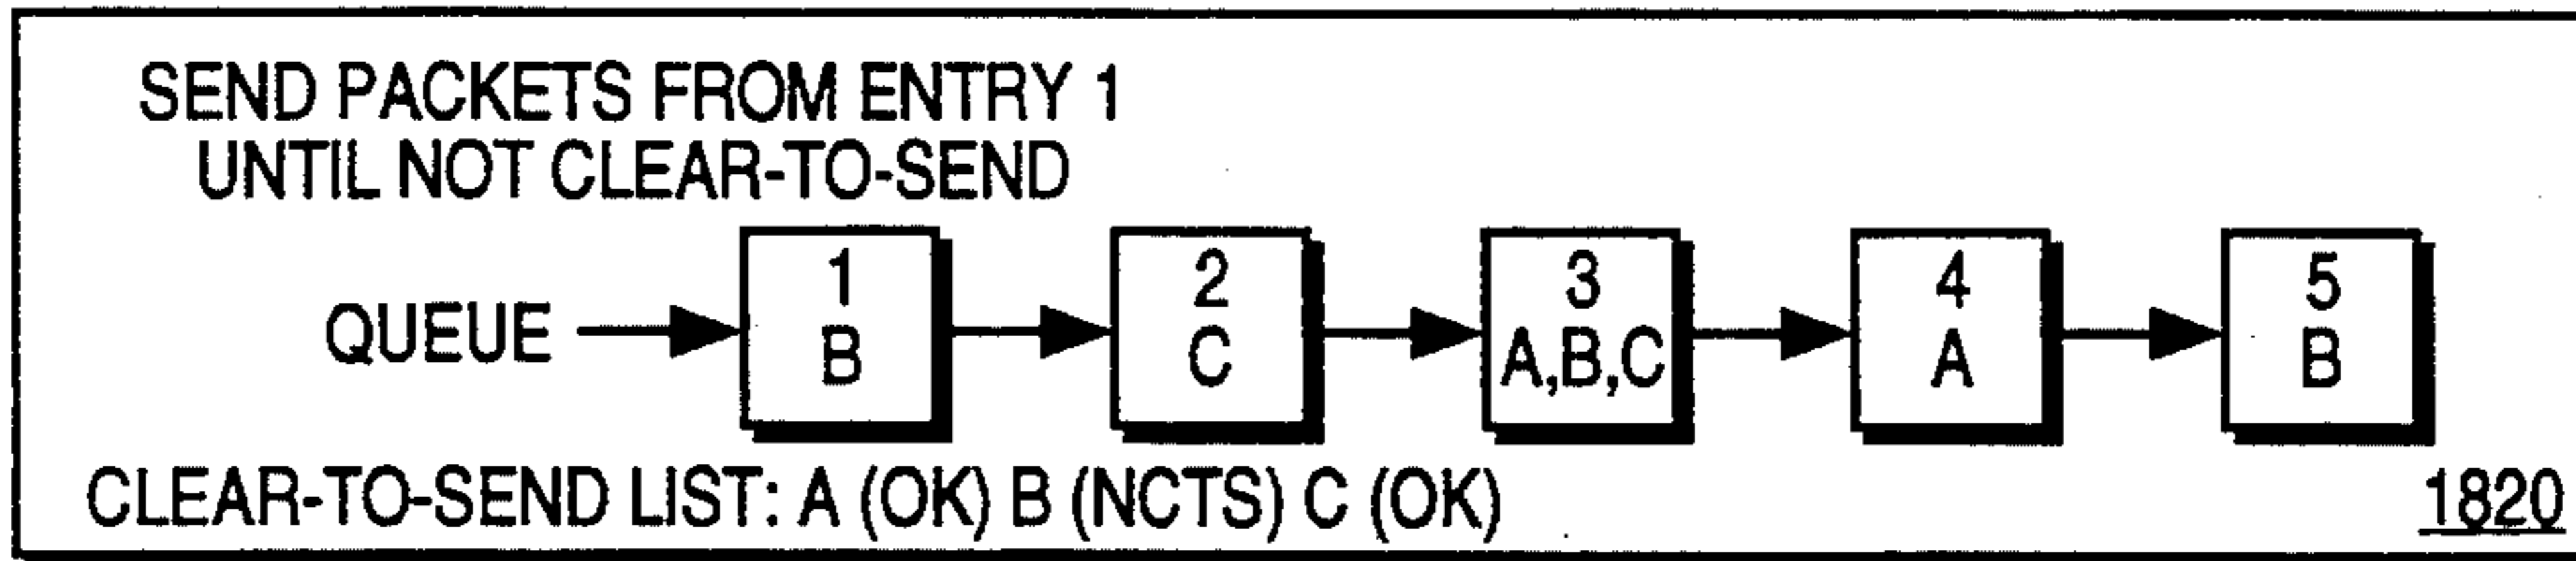 SEND PACKETS FROM ENTRY 1
UNTIL NOT CLEAR-TO-SEND
QUEUE
1
B
2
C
3
A,B,C
4
A
5
B
CLEAR-TO-SEND LIST: A (OK) B (NCTS) C (OK)
1820